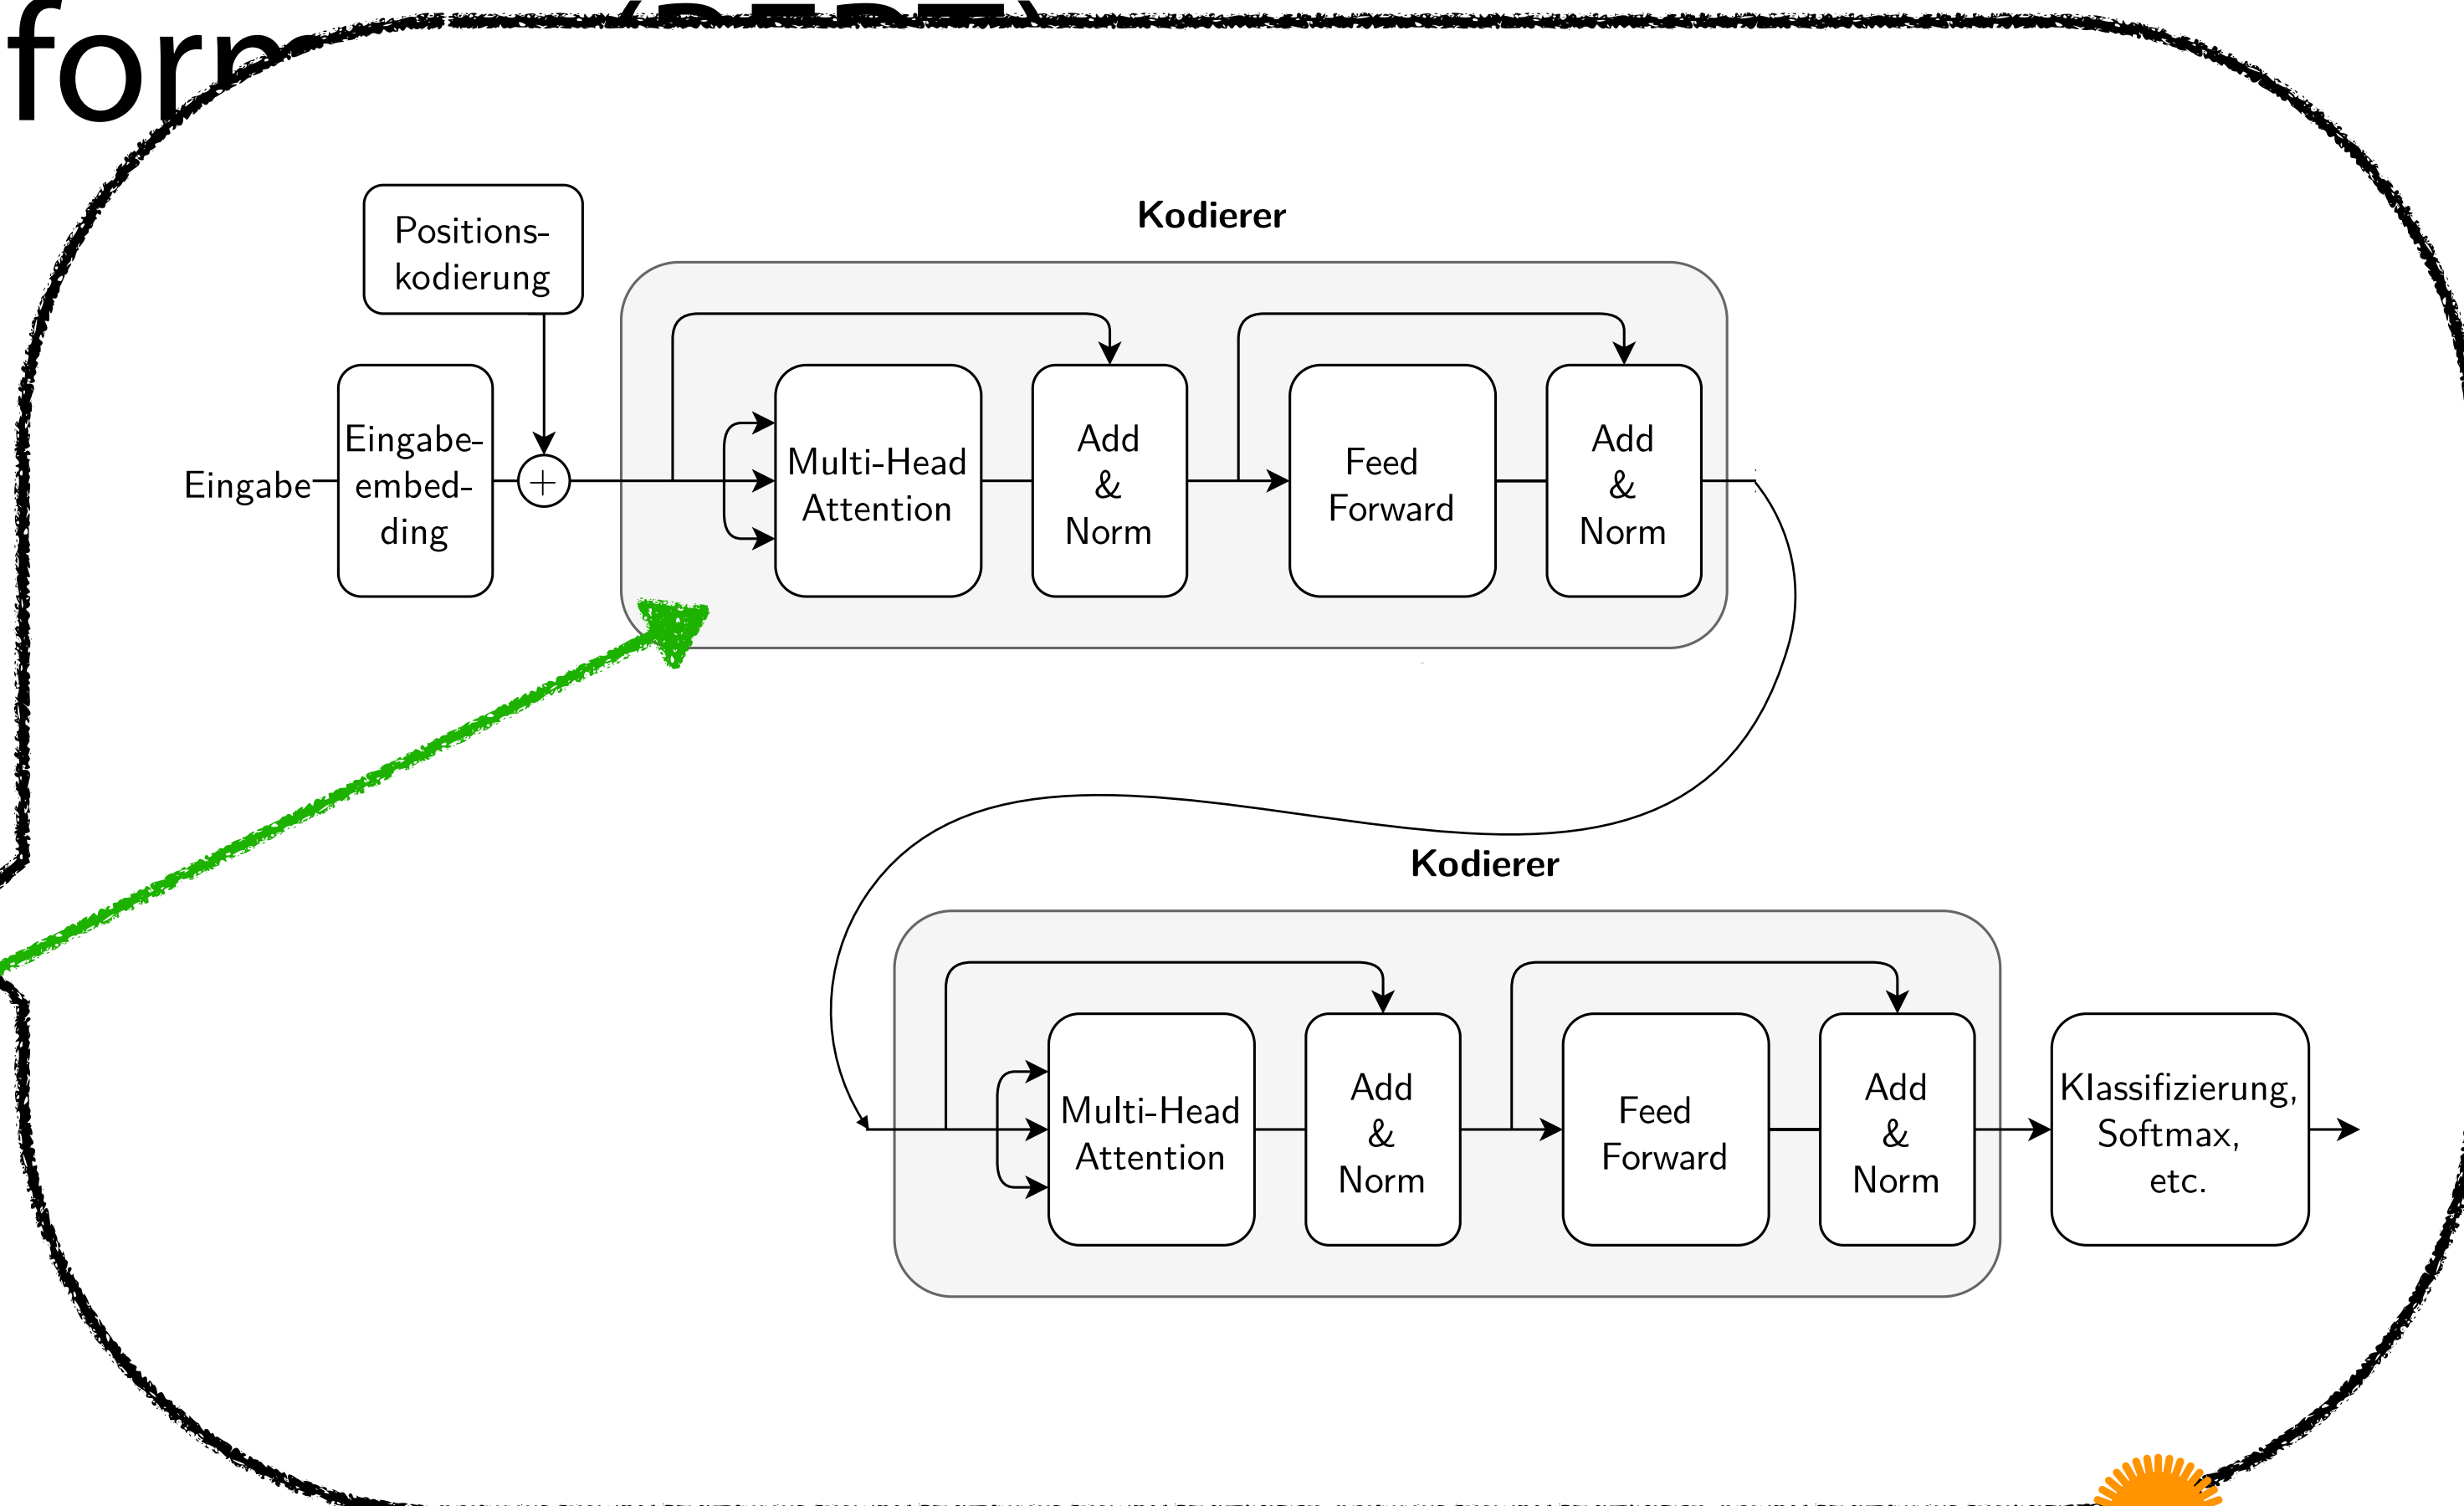 Kodierer
Positions-
kodierung
Eingabe
Eingabe-
embed-
ding
+
Multi-Head
Attention
Add
&
Norm
Feed
Forward
Add
&
Norm
Kodierer
Multi-Head
Attention
Add
&
Norm
Feed
Forward
Add
&
Norm
Klassifizierung,
Softmax,
etc.